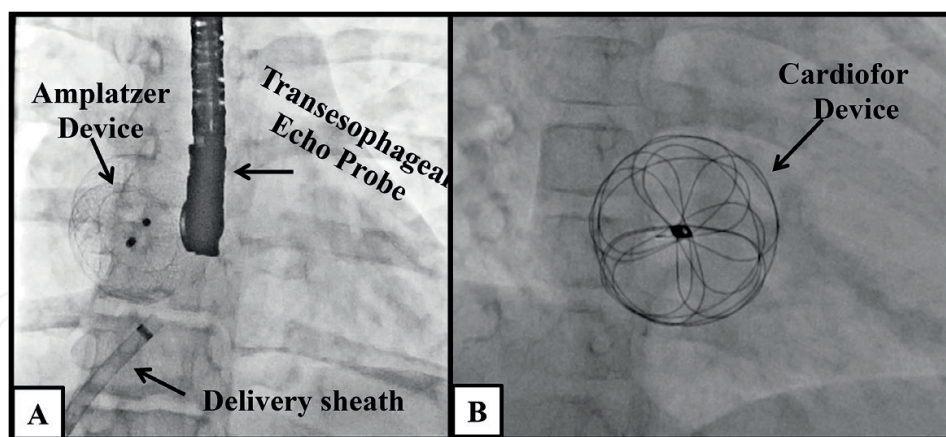 Amplatzer
Device
Transesophageal
Echo Probe
Delivery sheath
A
Cardiofor
Device
B